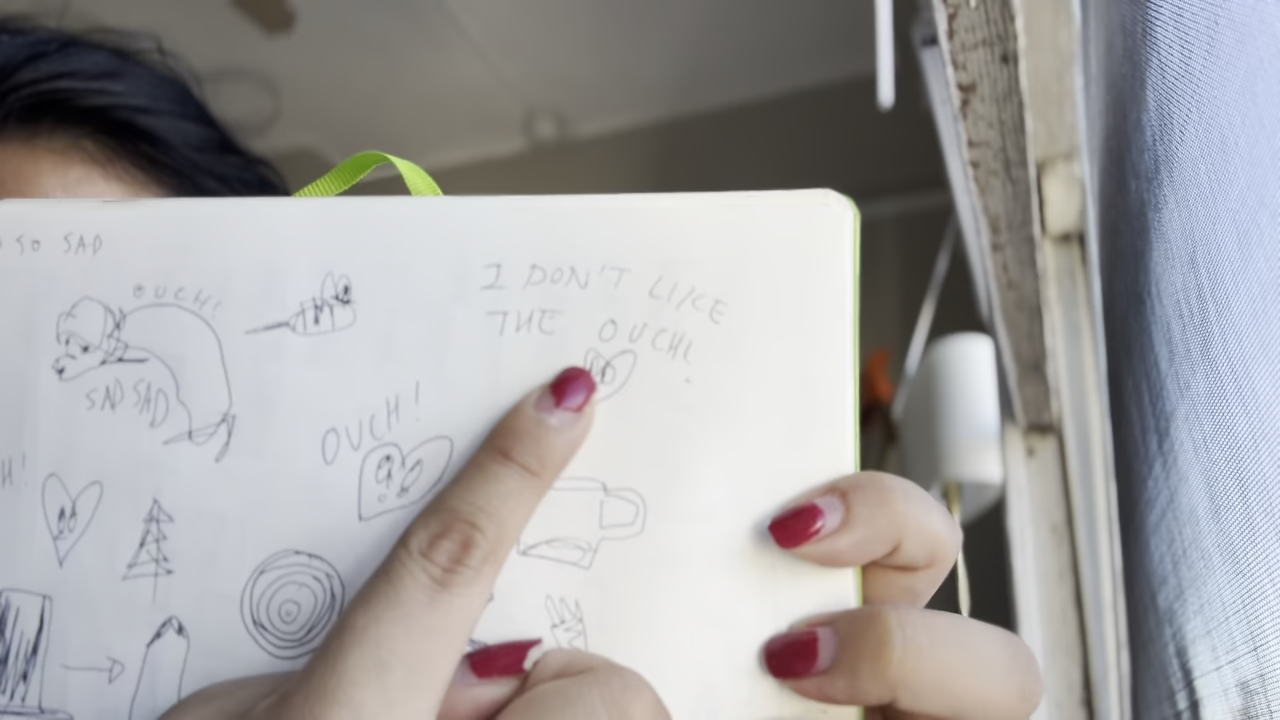 SO SAD
OUCH!
I DON'T LIKE
THE OUCH!
SAD SAD
OUCH!
H!